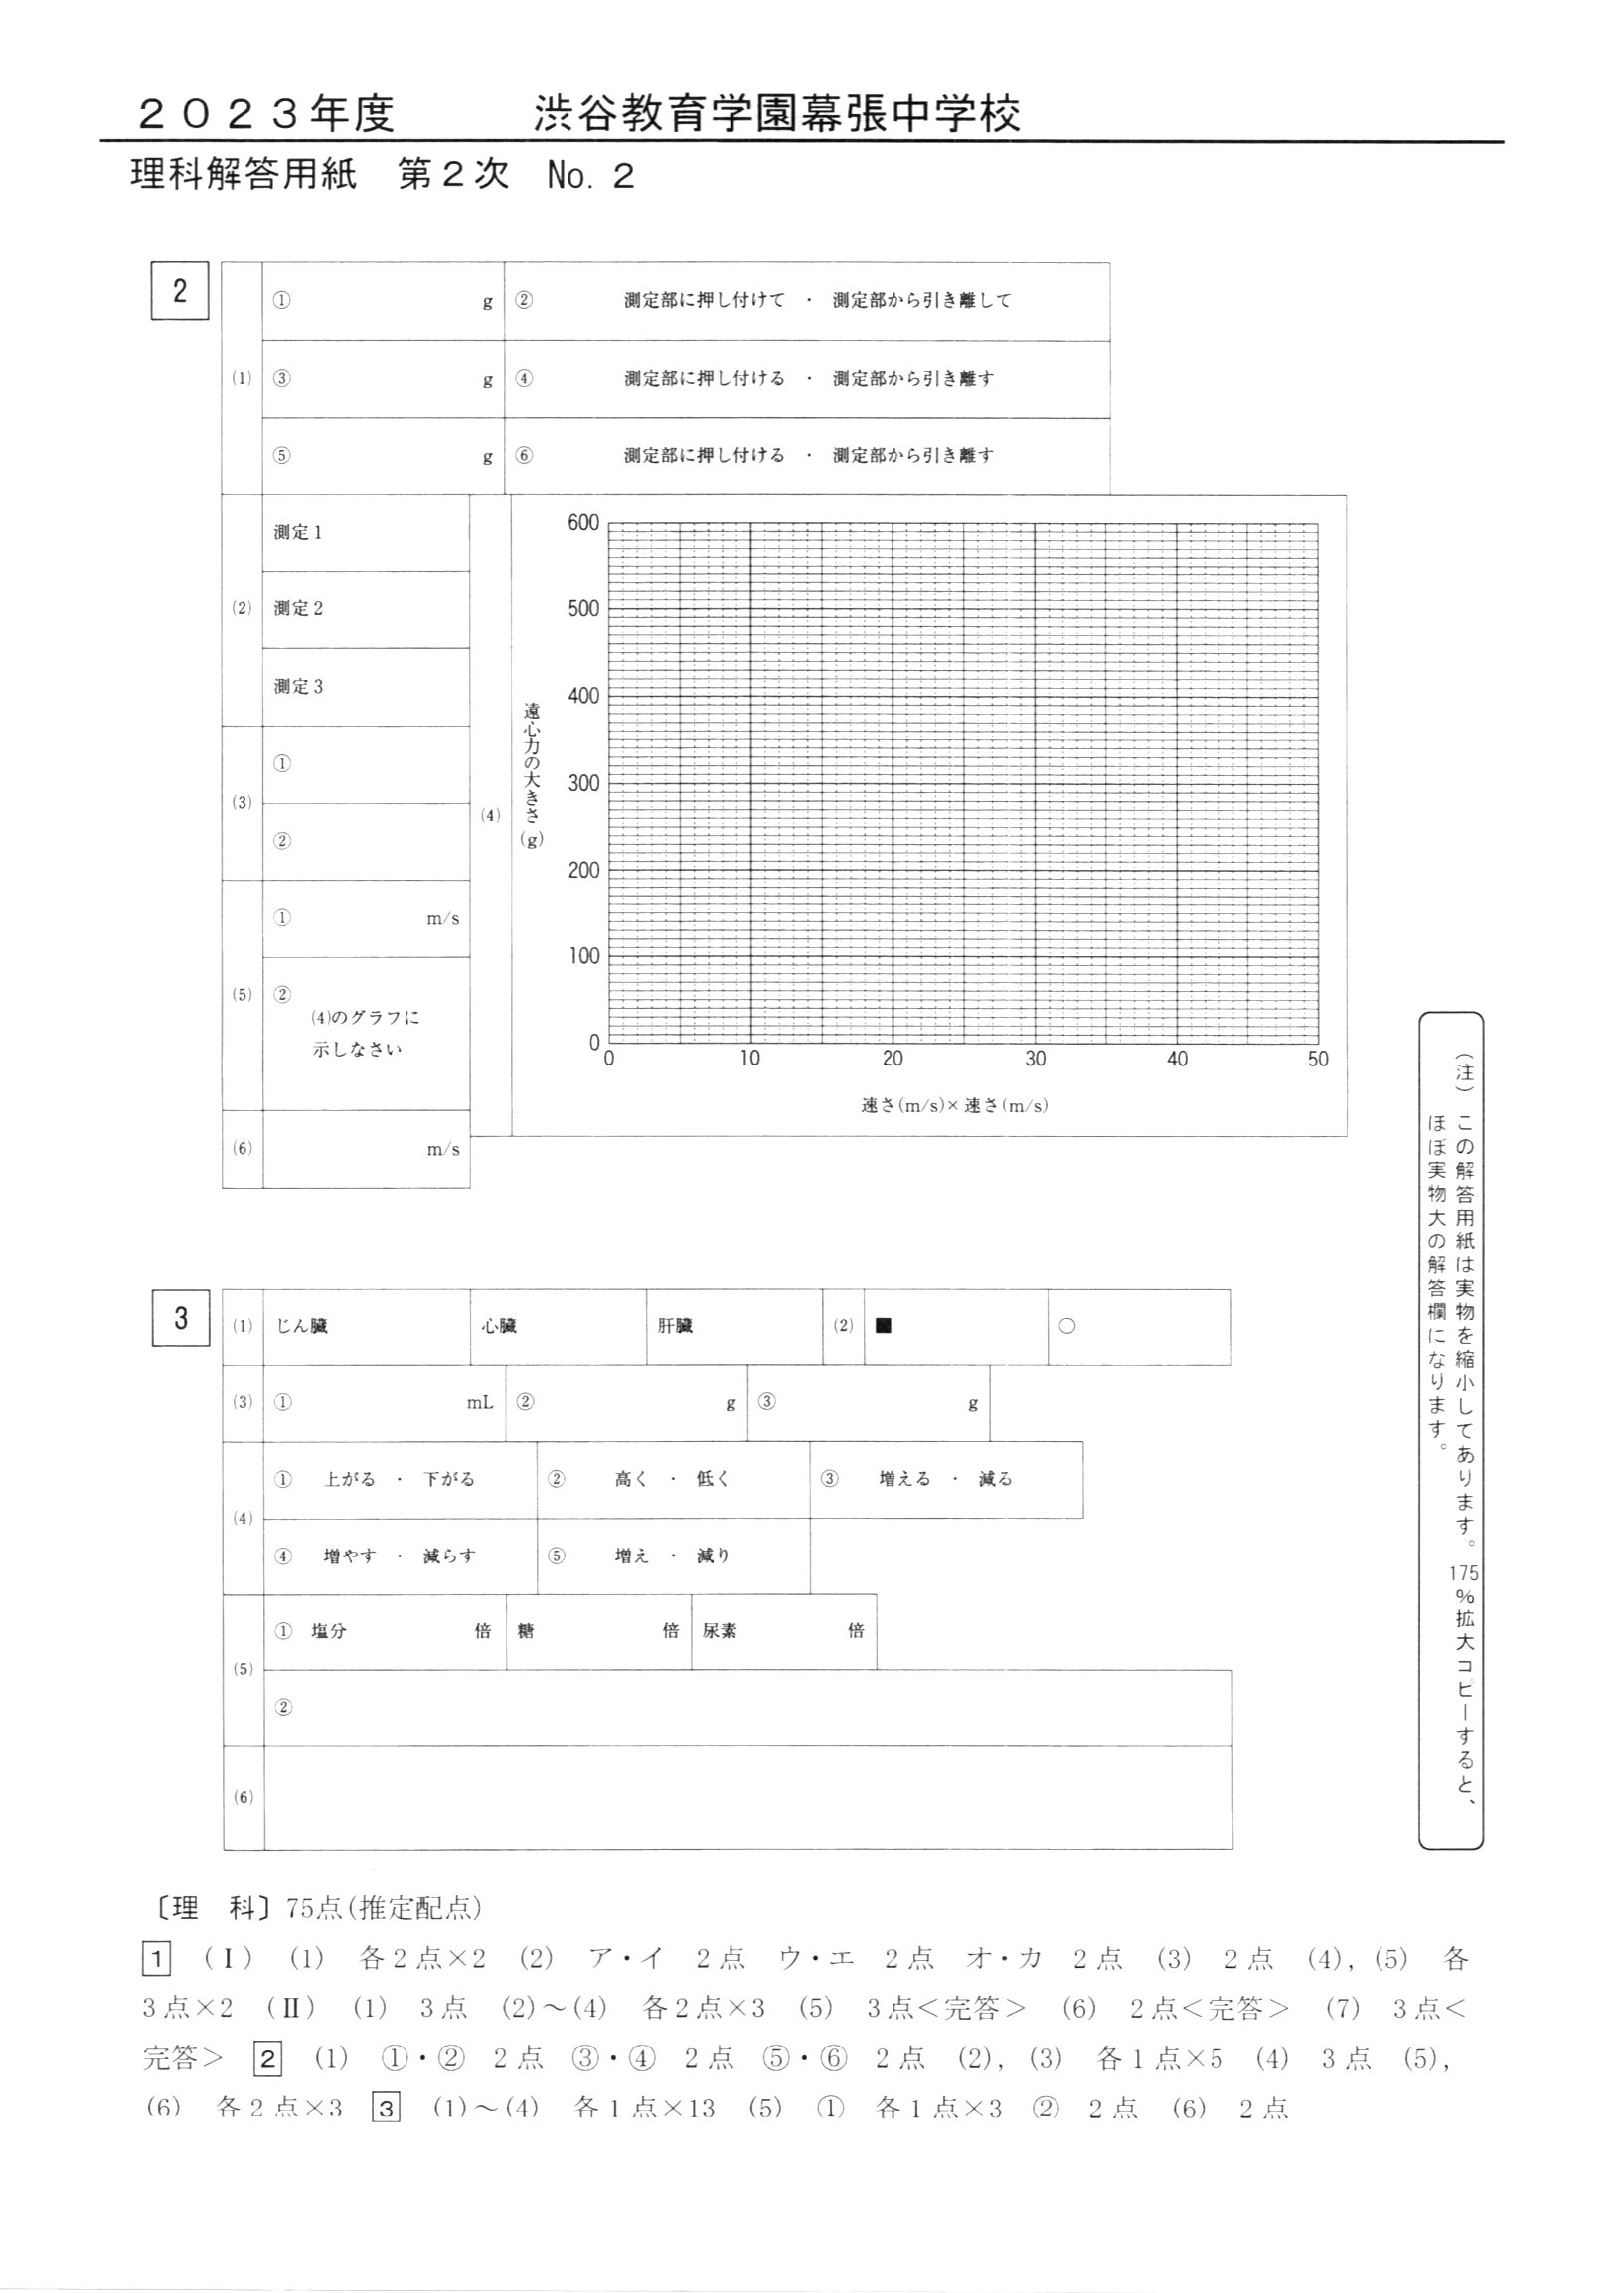 ２０２３年度　渋谷教育学園幕張中学校
理科解答用紙　第２次　No. 2
2
(1)
① g
② 測定部に押し付けて ・ 測定部から引き離して
③ g
④ 測定部に押し付ける ・ 測定部から引き離す
⑤ g
⑥ 測定部に押し付ける ・ 測定部から引き離す
(2)
測定1
測定2
測定3
(3)
①
②
(4)
遠心力の大きさ(g)
600
500
400
300
200
100
0
0 10 20 30 40 50
速さ(m/s)×速さ(m/s)
(5)
① m/s
②
(4)のグラフに
示しなさい
(6) m/s
3
(1) じん臓 心臓 肝臓 (2) ■ ○
(3) ① mL ② g ③ g
(4)
① 上がる ・ 下がる ② 高く ・ 低く ③ 増える ・ 減る
④ 増やす ・ 減らす ⑤ 増え ・ 減り
(5)
① 塩分 倍 糖 倍 尿素 倍
②
(6)
(注) この解答用紙は実物を縮小してあります。175％拡大コピーすると、
ほぼ実物大の解答欄になります。
〔理　科〕75点(推定配点)
1 (Ⅰ) (1) 各2点×2 (2) ア・イ 2点 ウ・エ 2点 オ・カ 2点 (3) 2点 (4), (5) 各
3点×2 (Ⅱ) (1) 3点 (2)～(4) 各2点×3 (5) 3点＜完答＞ (6) 2点＜完答＞ (7) 3点＜
完答＞ 2 (1) ①・② 2点 ③・④ 2点 ⑤・⑥ 2点 (2), (3) 各1点×5 (4) 3点 (5),
(6) 各2点×3 3 (1)～(4) 各1点×13 (5) ① 各1点×3 ② 2点 (6) 2点